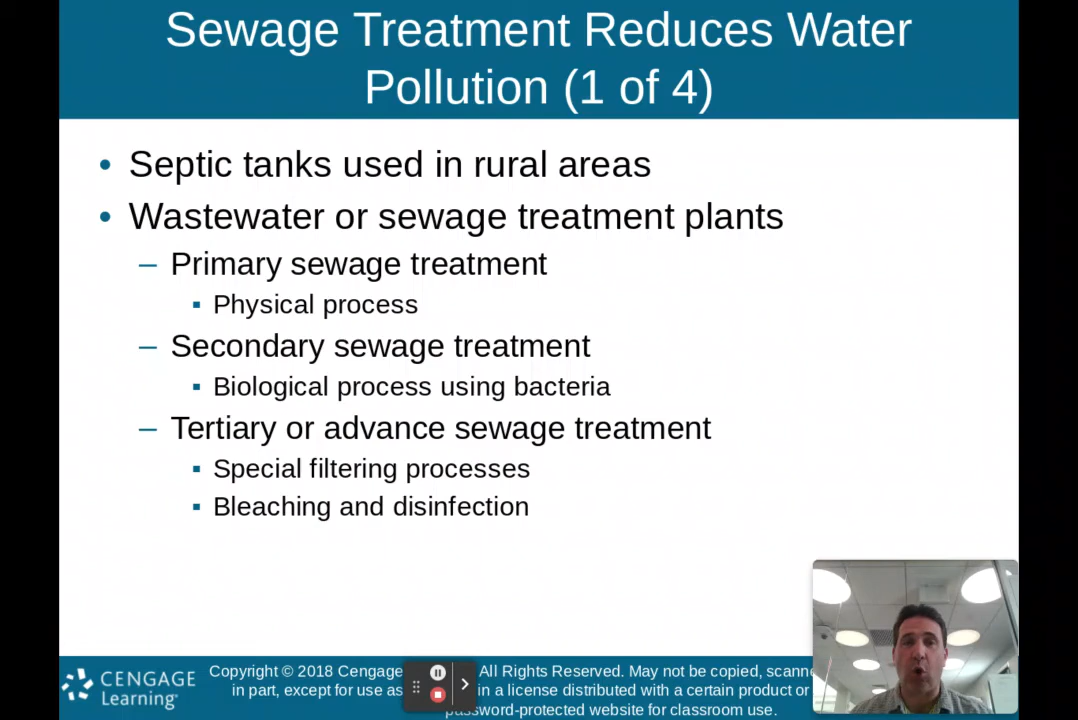 Sewage Treatment Reduces Water
Pollution (1 of 4)
• Septic tanks used in rural areas
• Wastewater or sewage treatment plants
– Primary sewage treatment
▪ Physical process
– Secondary sewage treatment
▪ Biological process using bacteria
– Tertiary or advance sewage treatment
▪ Special filtering processes
▪ Bleaching and disinfection
CENGAGE
Learning
Copyright © 2018 Cengage All Rights Reserved. May not be copied,
in part, except for use as in a license distributed with a certain product or
password-protected website for classroom use.